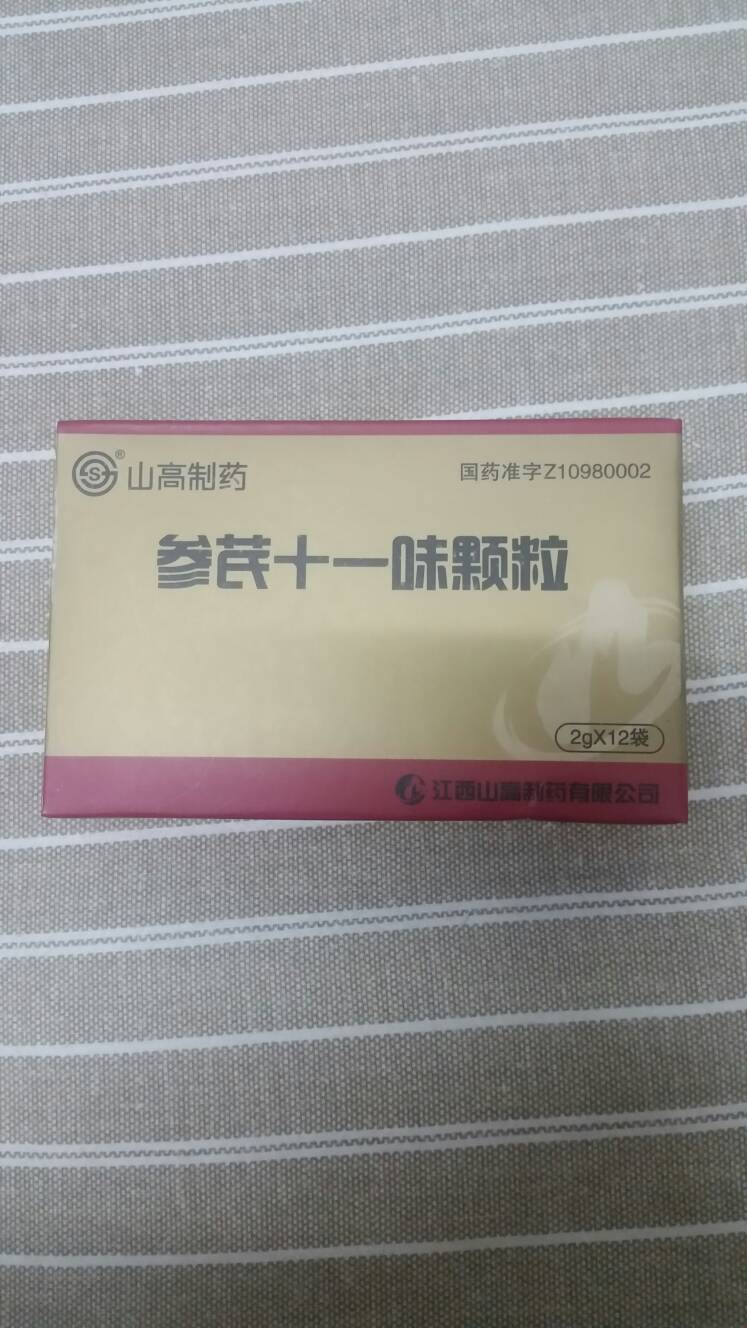 山高制药®
国药准字Z10980002
参芪十一味颗粒
2gX12袋
江西山高制药有限公司